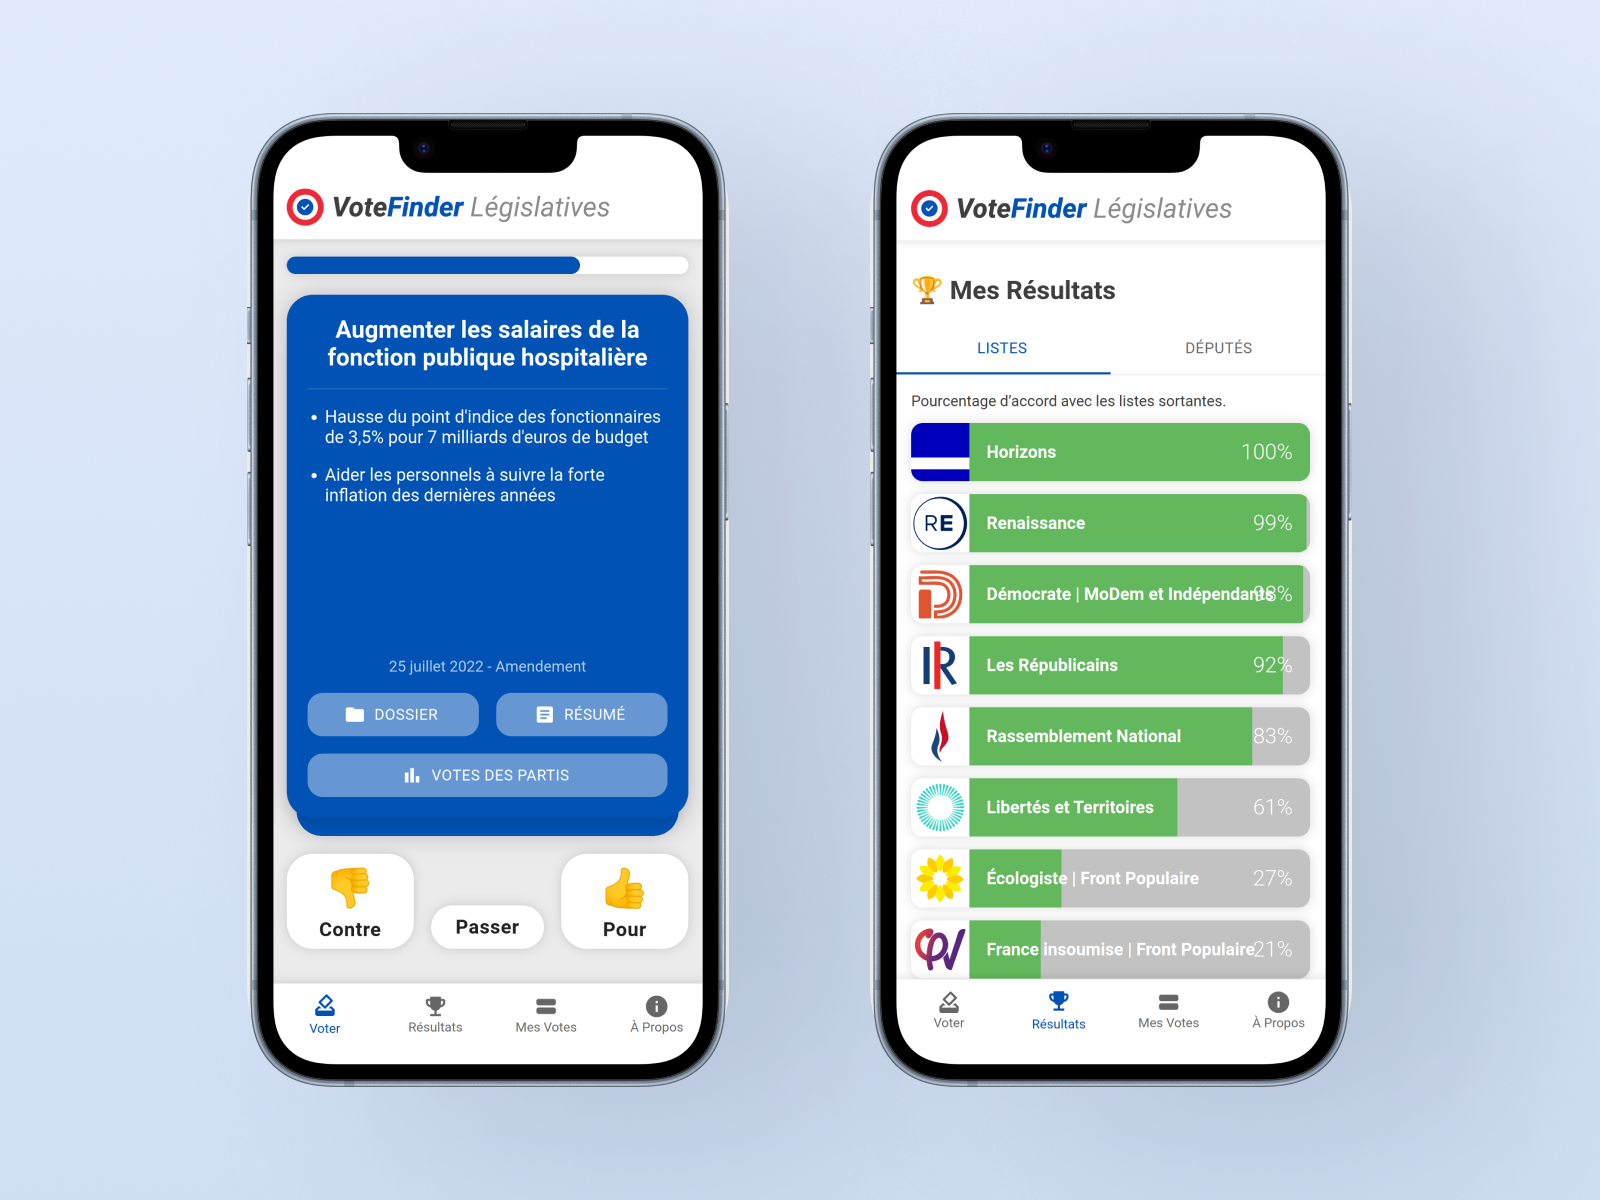 VoteFinder Législatives
Augmenter les salaires de la
fonction publique hospitalière
• Hausse du point d'indice des fonctionnaires
de 3,5% pour 7 milliards d'euros de budget
• Aider les personnels à suivre la forte
inflation des dernières années
25 juillet 2022 - Amendement
DOSSIER
RÉSUMÉ
VOTES DES PARTIS
Contre
Passer
Pour
Voter
Résultats
Mes Votes
À Propos
VoteFinder Législatives
🏆 Mes Résultats
LISTES
DÉPUTÉS
Pourcentage d’accord avec les listes sortantes.
Horizons 100%
RE Renaissance 99%
Démocrate | MoDem et Indépendants 98%
lR Les Républicains 92%
Rassemblement National 83%
Libertés et Territoires 61%
Écologiste | Front Populaire 27%
France insoumise | Front Populaire 21%
Voter
Résultats
Mes Votes
À Propos